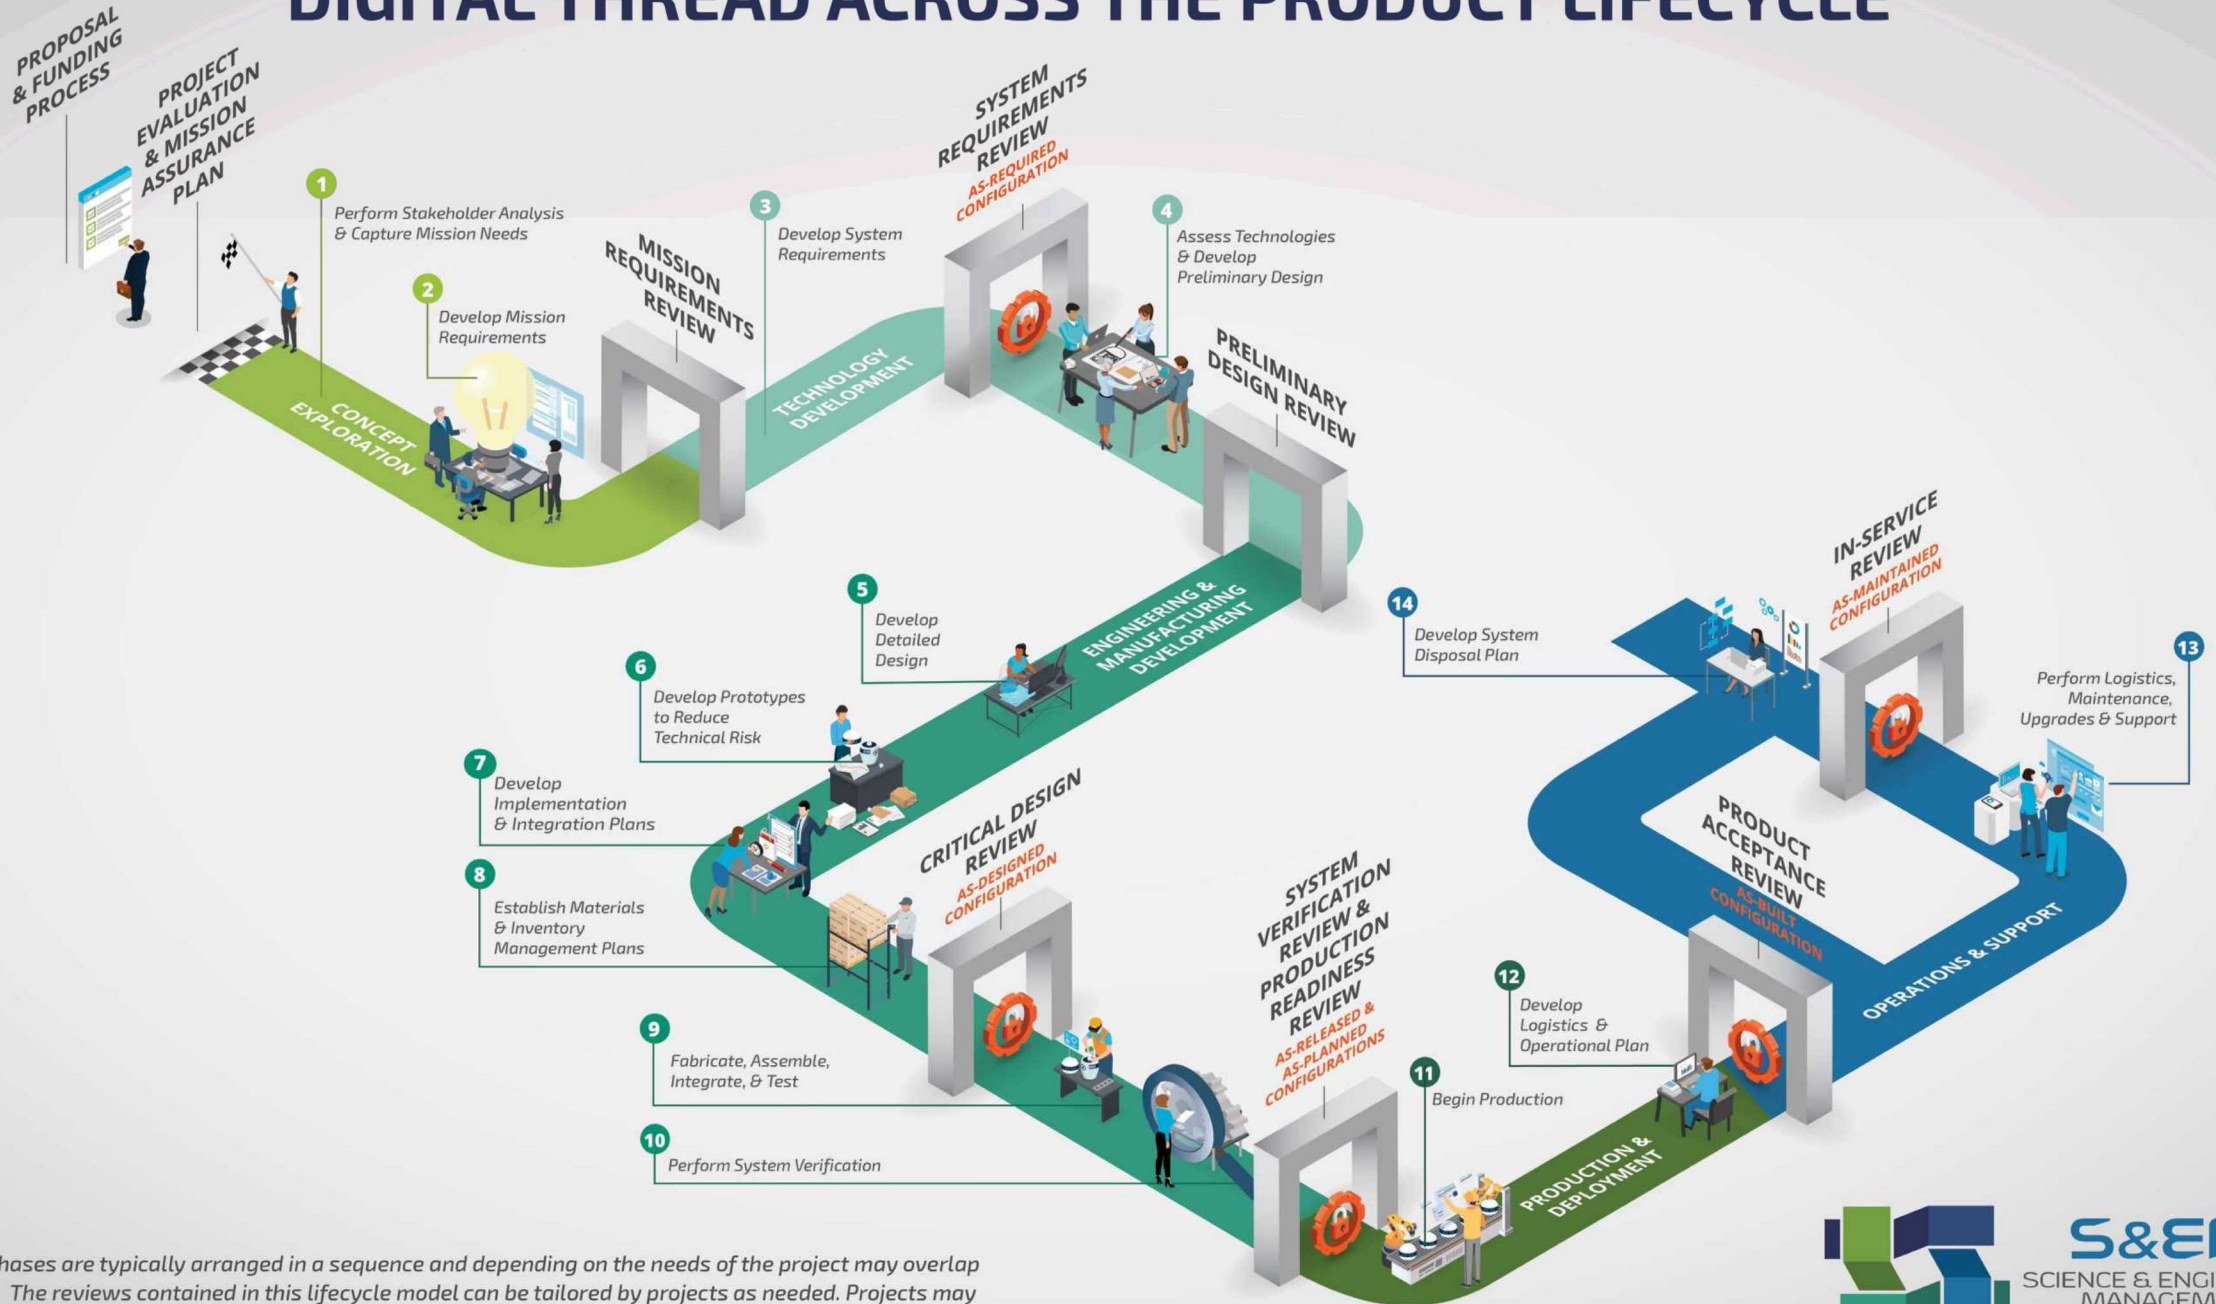 DIGITAL THREAD ACROSS THE PRODUCT LIFECYCLE
PROPOSAL
& FUNDING
PROCESS
PROJECT
EVALUATION
& MISSION
ASSURANCE
PLAN
1
Perform Stakeholder Analysis
& Capture Mission Needs
2
Develop Mission
Requirements
CONCEPT
EXPLORATION
MISSION
REQUIREMENTS
REVIEW
3
Develop System
Requirements
TECHNOLOGY
DEVELOPMENT
SYSTEM
REQUIREMENTS
REVIEW
AS-REQUIRED
CONFIGURATION
4
Assess Technologies
& Develop
Preliminary Design
PRELIMINARY
DESIGN REVIEW
ENGINEERING &
MANUFACTURING
DEVELOPMENT
5
Develop
Detailed
Design
6
Develop Prototypes
to Reduce
Technical Risk
7
Develop
Implementation
& Integration Plans
8
Establish Materials
& Inventory
Management Plans
CRITICAL DESIGN
REVIEW
AS-DESIGNED
CONFIGURATION
9
Fabricate, Assemble,
Integrate, & Test
10
Perform System Verification
SYSTEM
VERIFICATION
REVIEW &
PRODUCTION
READINESS
REVIEW
AS-RELEASED &
AS-PLANNED
CONFIGURATIONS
11
Begin Production
PRODUCTION &
DEPLOYMENT
12
Develop
Logistics &
Operational Plan
PRODUCT
ACCEPTANCE
REVIEW
AS-BUILT
CONFIGURATION
OPERATIONS & SUPPORT
13
Perform Logistics,
Maintenance,
Upgrades & Support
IN-SERVICE
REVIEW
AS-MAINTAINED
CONFIGURATION
14
Develop System
Disposal Plan
hases are typically arranged in a sequence and depending on the needs of the project may overlap
The reviews contained in this lifecycle model can be tailored by projects as needed. Projects may
S&E
SCIENCE & ENGI
MANAGEM